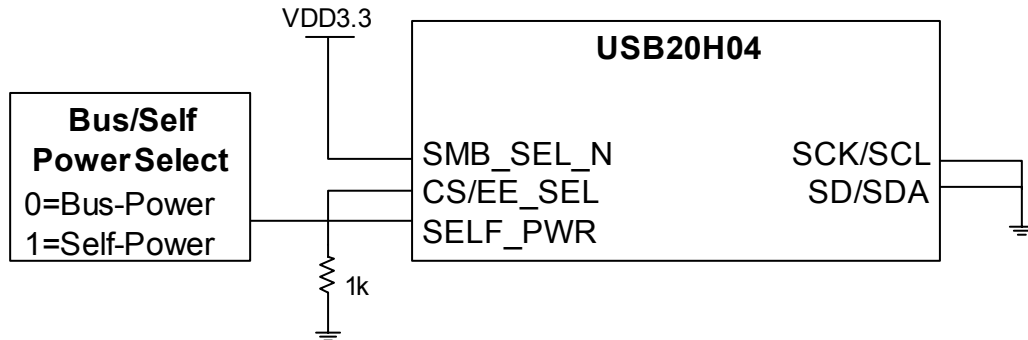 VDD3.3
USB20H04
Bus/Self
Power Select
0=Bus-Power
1=Self-Power
SMB_SEL_N
CS/EE_SEL
SELF_PWR
SCK/SCL
SD/SDA
1k